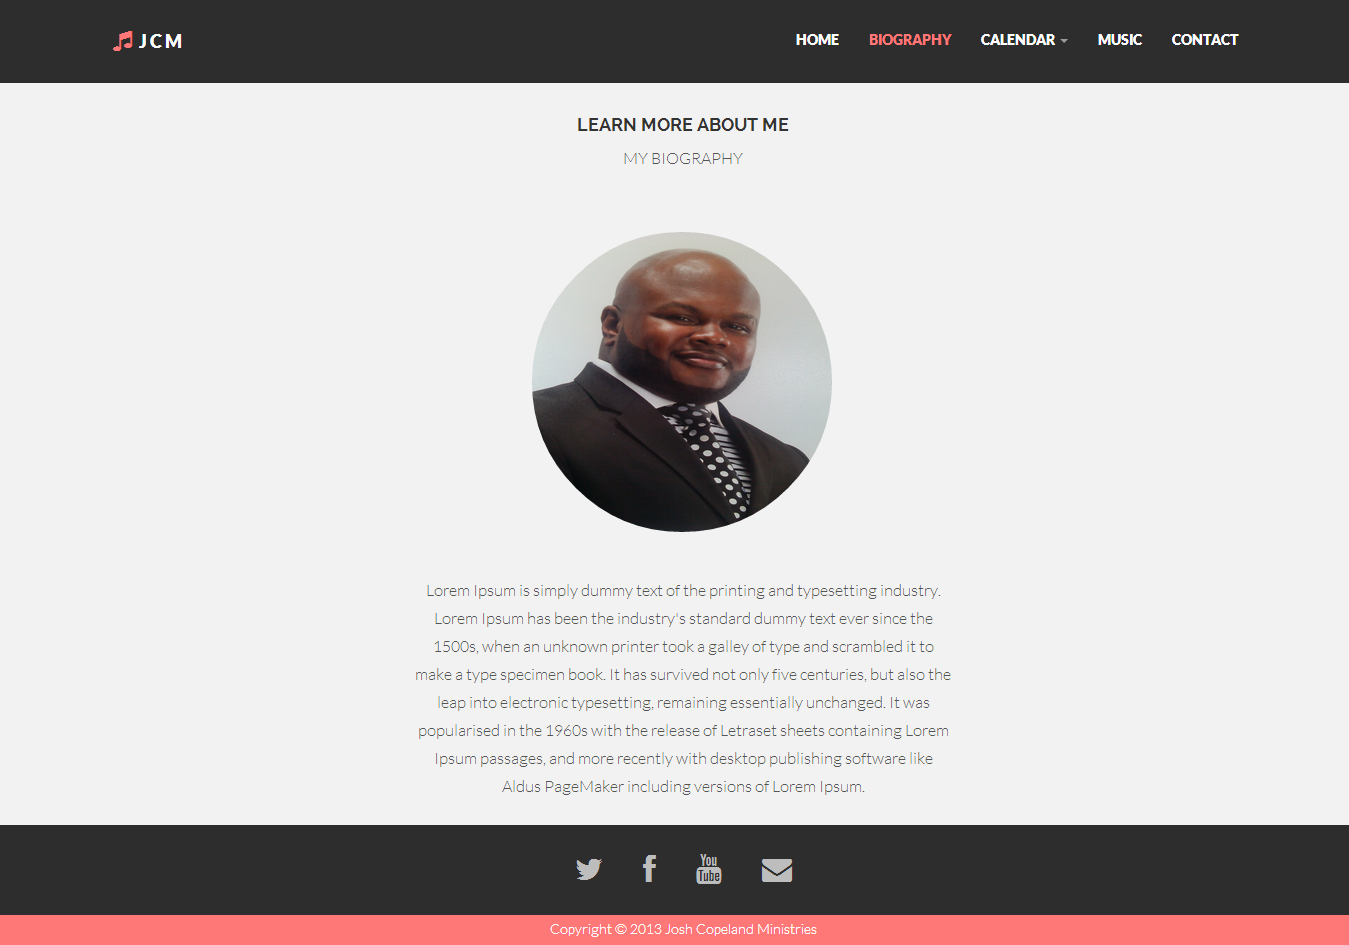 JCM
HOME BIOGRAPHY CALENDAR MUSIC CONTACT
LEARN MORE ABOUT ME
MY BIOGRAPHY
Lorem Ipsum is simply dummy text of the printing and typesetting industry.
Lorem Ipsum has been the industry's standard dummy text ever since the
1500s, when an unknown printer took a galley of type and scrambled it to
make a type specimen book. It has survived not only five centuries, but also the
leap into electronic typesetting, remaining essentially unchanged. It was
popularised in the 1960s with the release of Letraset sheets containing Lorem
Ipsum passages, and more recently with desktop publishing software like
Aldus PageMaker including versions of Lorem Ipsum.
You
Tube
Copyright © 2013 Josh Copeland Ministries